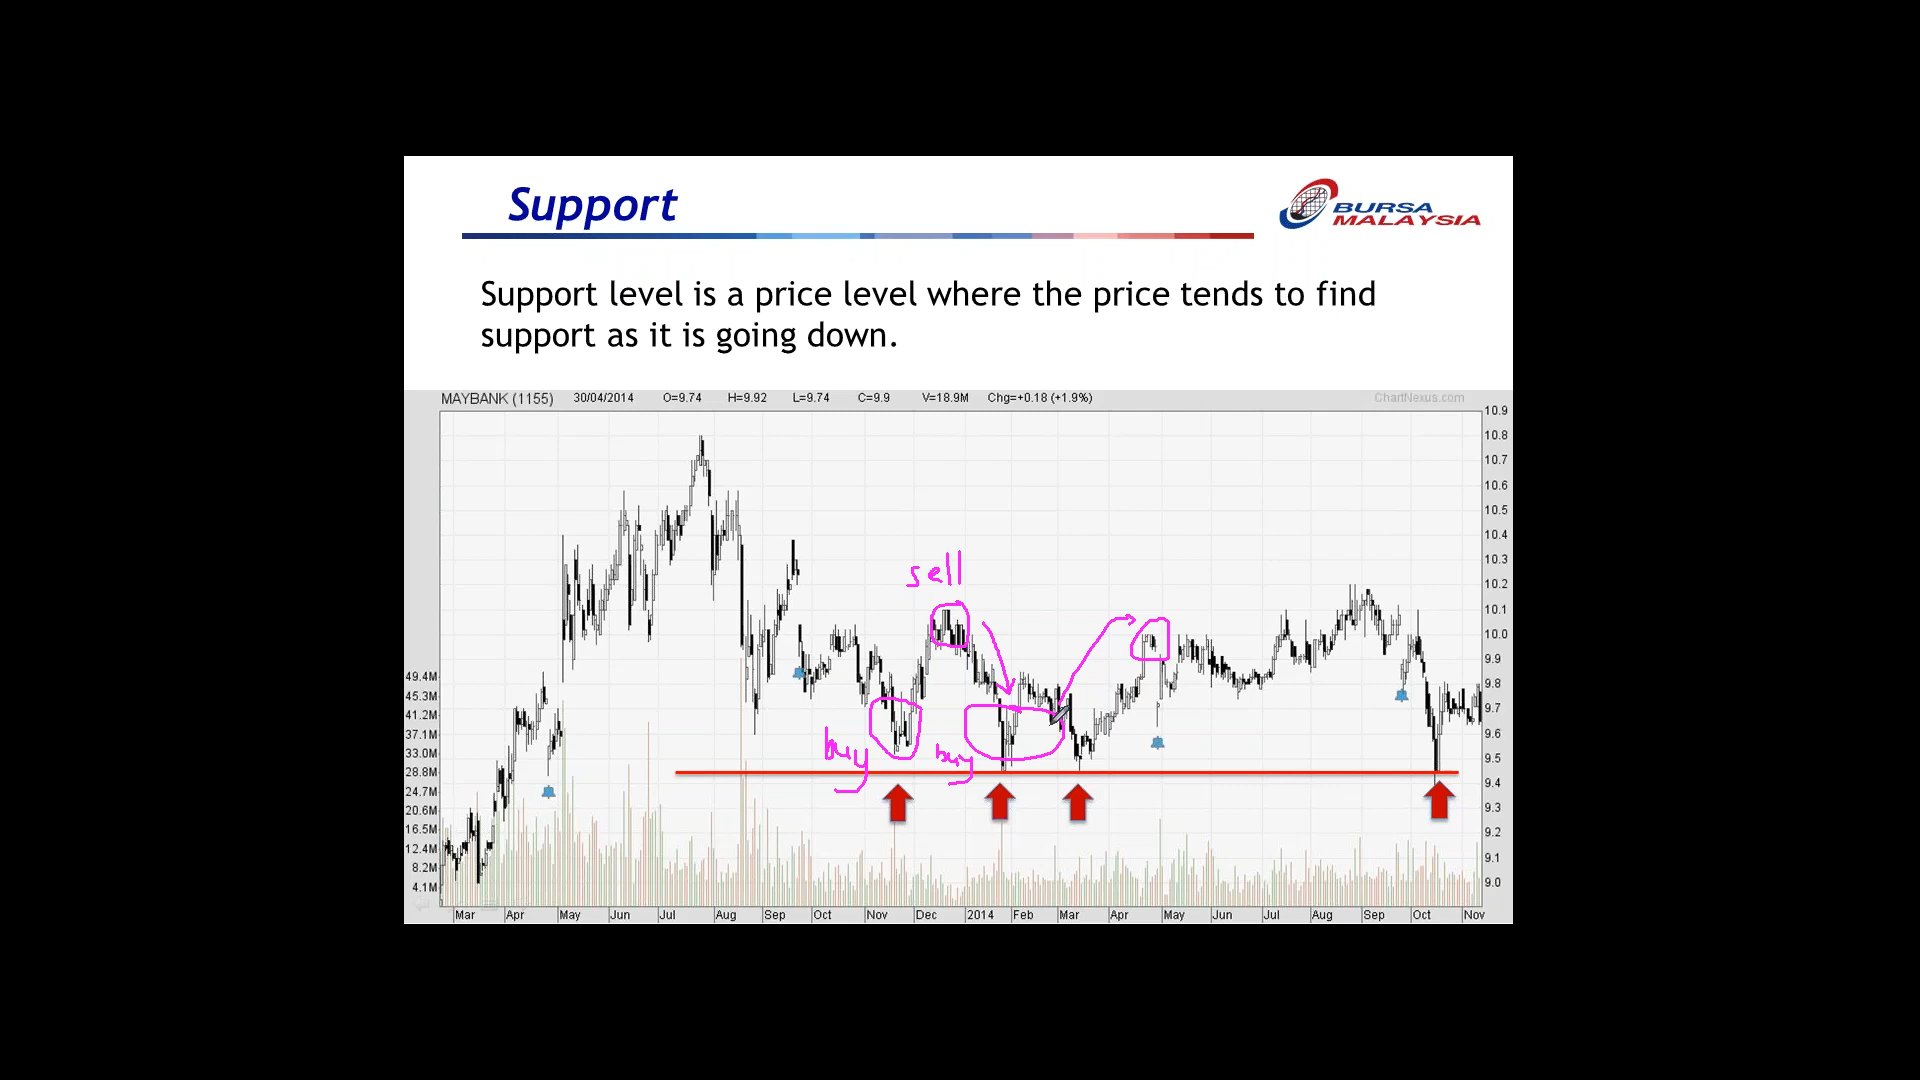 Support
BURSA
MALAYSIA
Support level is a price level where the price tends to find
support as it is going down.
MAYBANK (1155) 30/04/2014 O=9.74 H=9.92 L=9.74 C=9.9 V=18.9M Chg=+0.18 (+1.9%)
ChartNexus.com
10.9
10.8
10.7
10.6
10.5
10.4
10.3
10.2
10.1
10.0
9.9
9.8
9.7
9.6
9.5
9.4
9.3
9.2
9.1
9.0
49.4M
45.3M
41.2M
37.1M
33.0M
28.8M
24.7M
20.6M
16.5M
12.4M
8.2M
4.1M
sell
buy
buy
Mar Apr May Jun Jul Aug Sep Oct Nov Dec 2014 Feb Mar Apr May Jun Jul Aug Sep Oct Nov